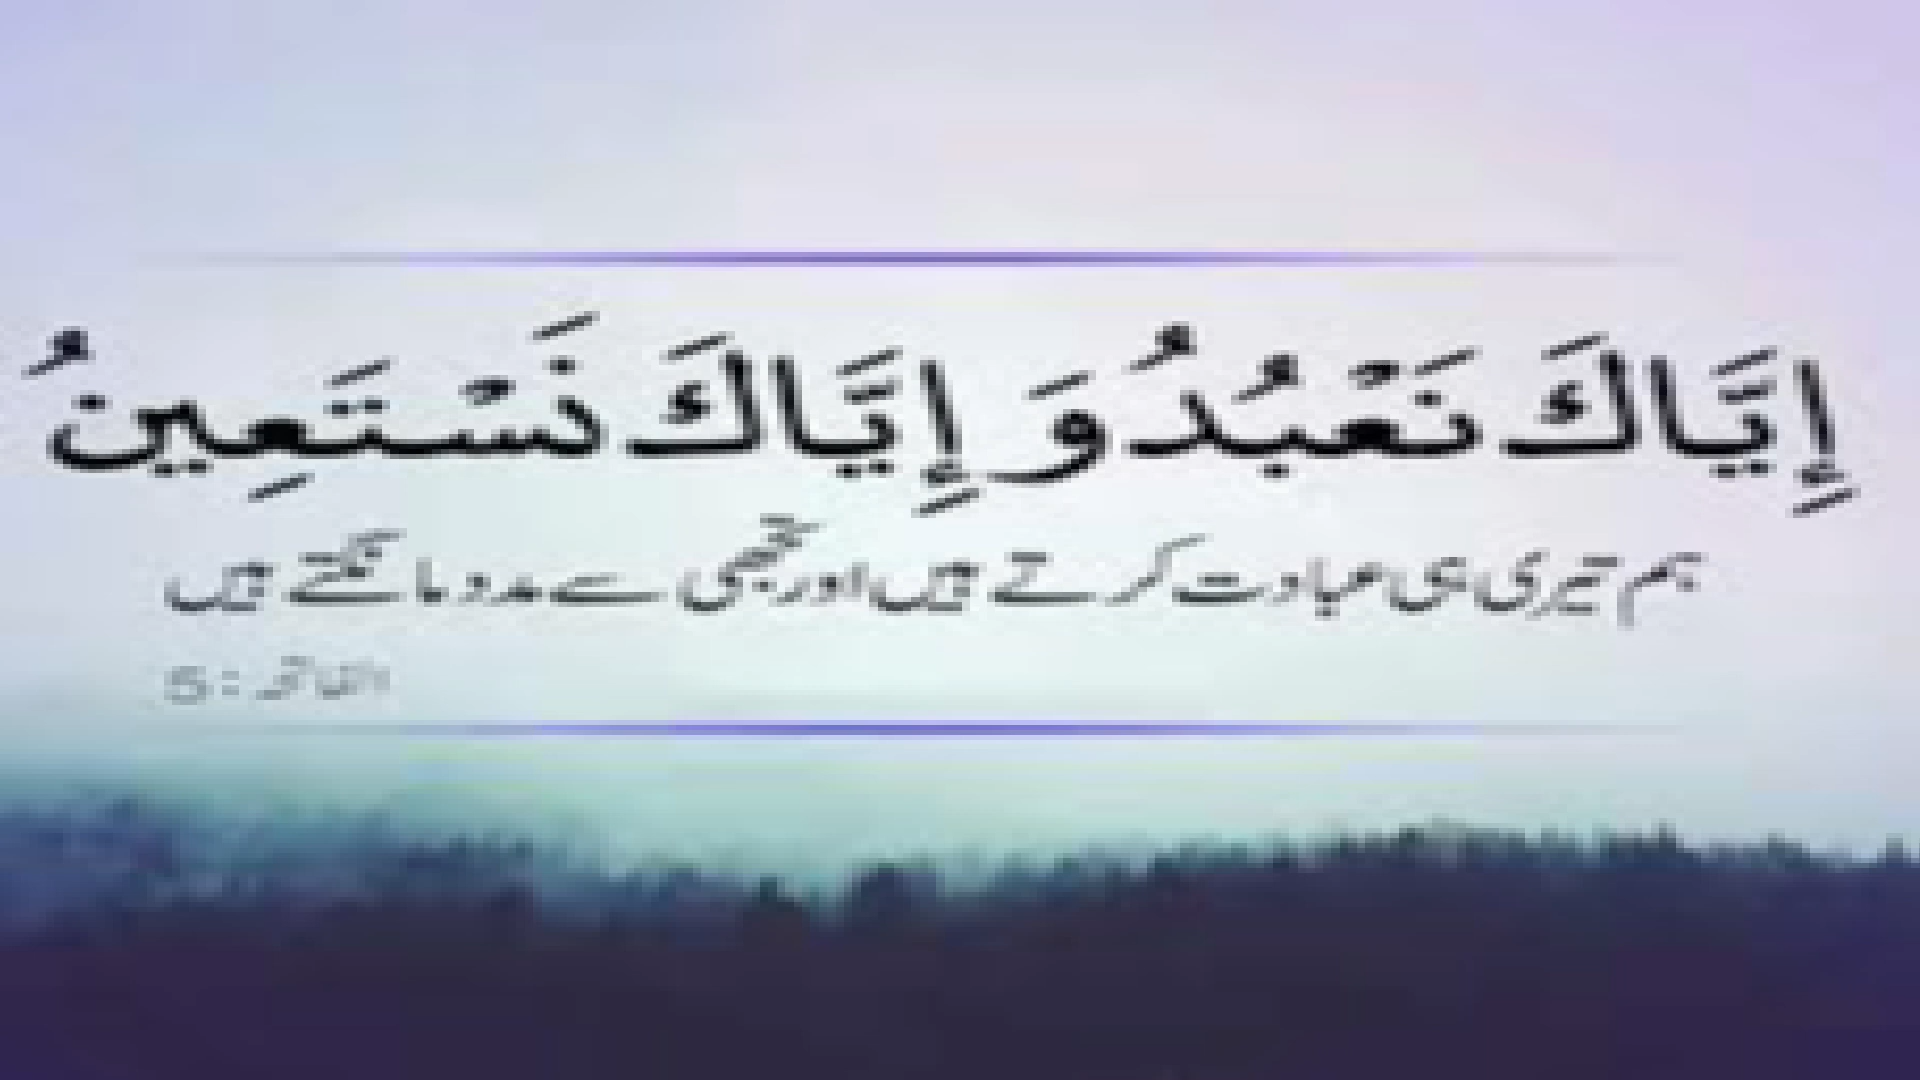 إِيَّاكَ نَعْبُدُ وَ إِيَّاكَ نَسْتَعِينُ
ہم تیری ہی عبادت کرتے ہیں اور تجھی سے مدد مانگتے ہیں
الفاتحہ : 5